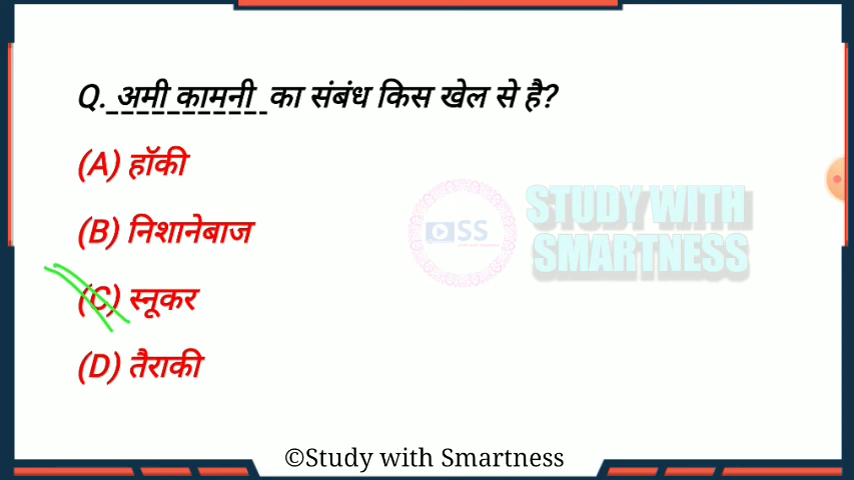 Q. अमी कामनी का संबंध किस खेल से है?
(A) हॉकी
(B) निशानेबाज
(C) स्नूकर
(D) तैराकी
SS
STUDY WITH
SMARTNESS
©Study with Smartness